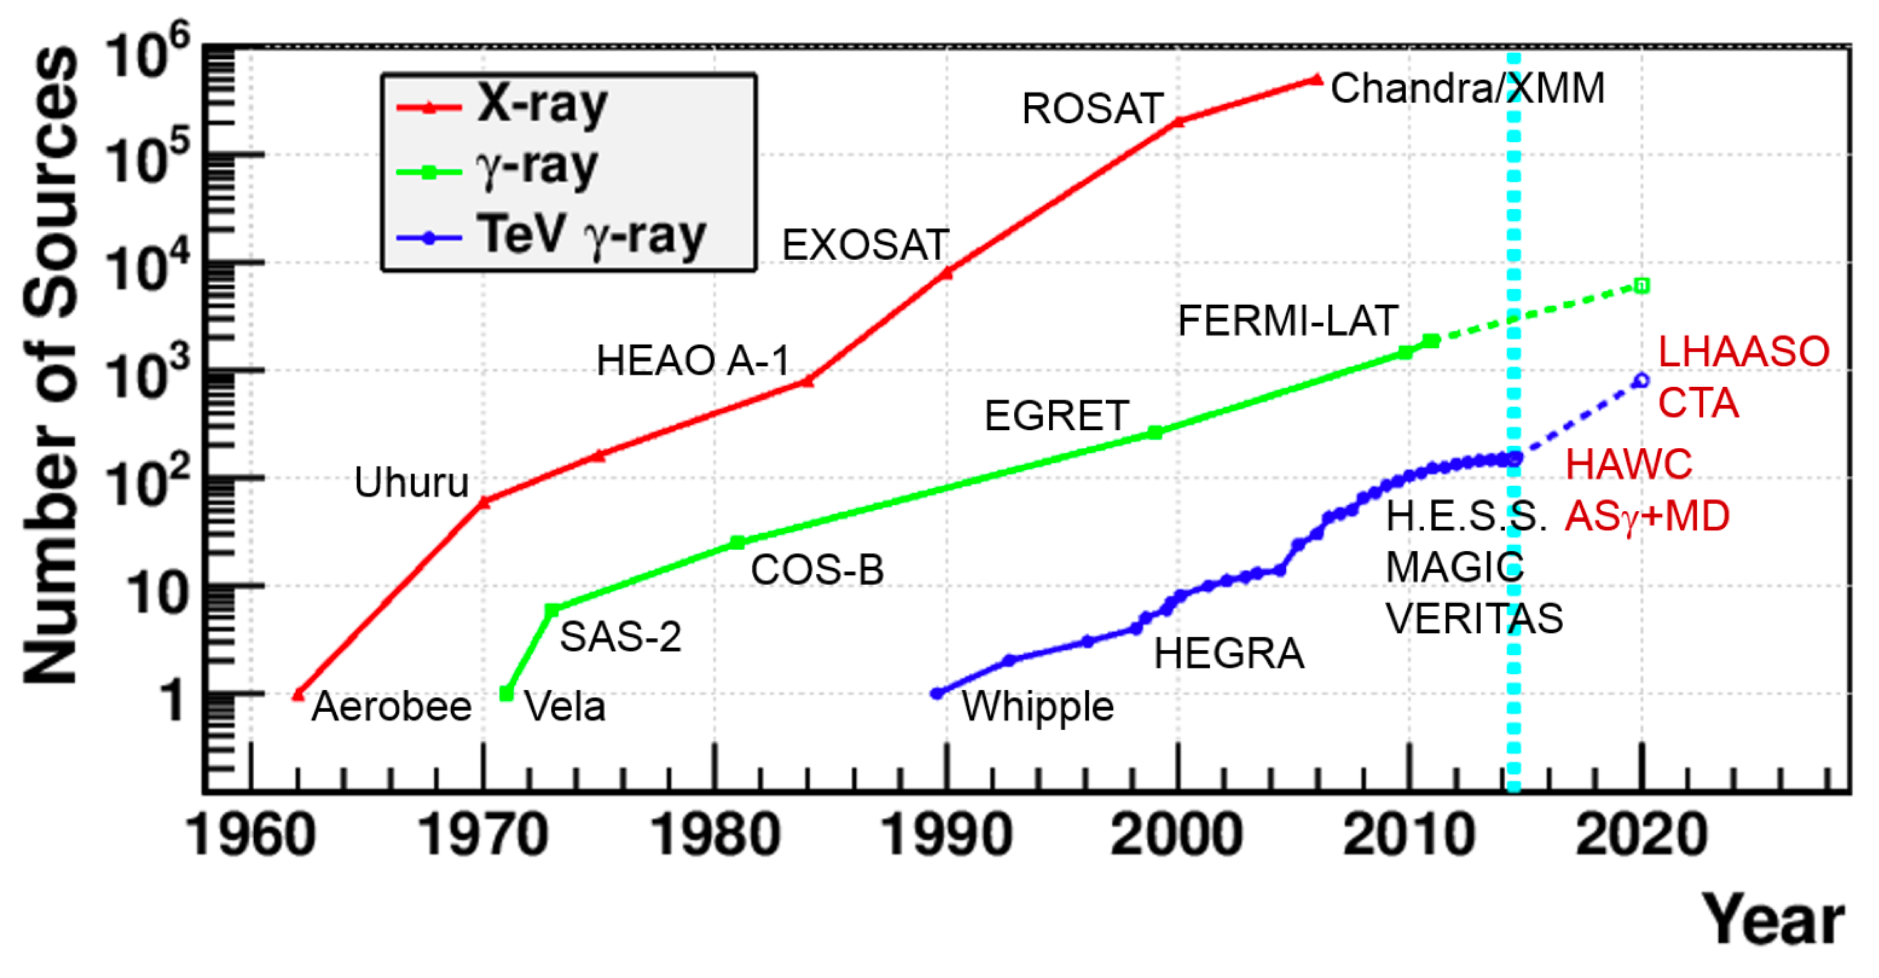 Number of Sources
10⁶
10⁵
10⁴
10³
10²
10
1
X-ray
γ-ray
TeV γ-ray
ROSAT
Chandra/XMM
EXOSAT
HEAO A-1
FERMI-LAT
LHAASO
CTA
EGRET
Uhuru
HAWC
H.E.S.S.
ASγ+MD
COS-B
MAGIC
VERITAS
SAS-2
HEGRA
Aerobee
Vela
Whipple
1960 1970 1980 1990 2000 2010 2020
Year